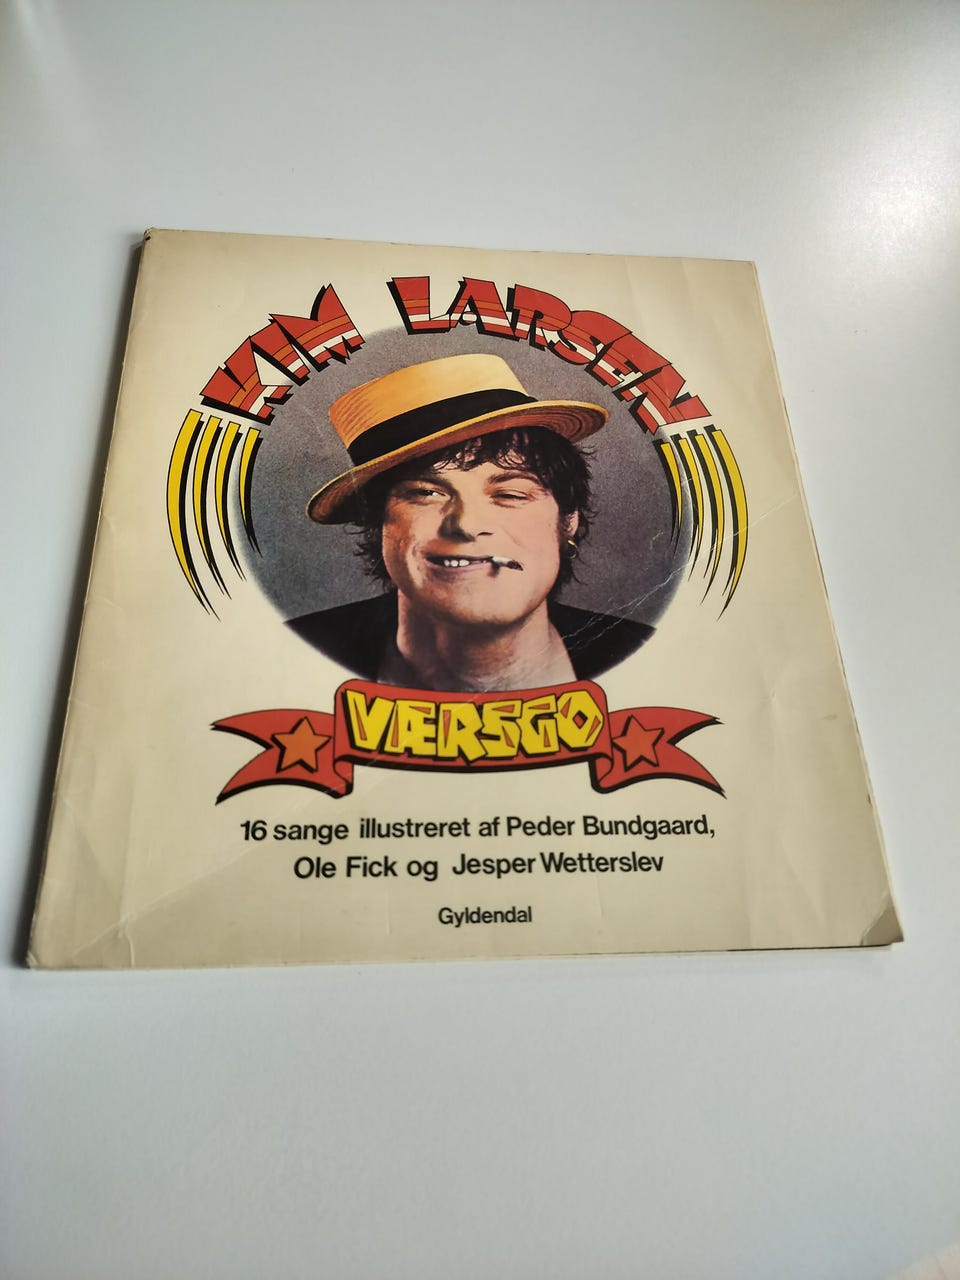 KIM LARSEN
VÆRSGO
16 sange illustreret af Peder Bundgaard,
Ole Fick og Jesper Wetterslev
Gyldendal